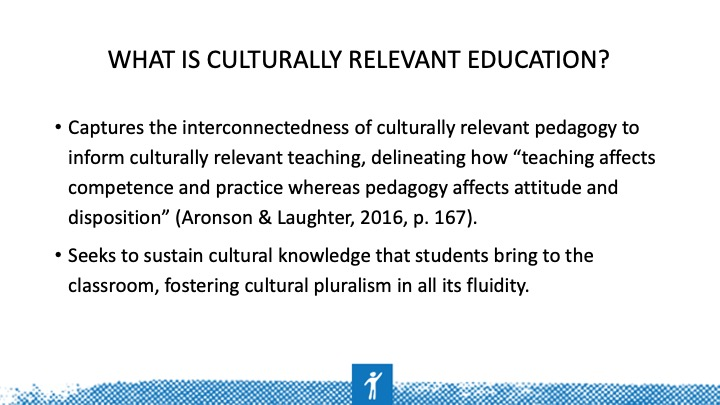 WHAT IS CULTURALLY RELEVANT EDUCATION?
• Captures the interconnectedness of culturally relevant pedagogy to
inform culturally relevant teaching, delineating how “teaching affects
competence and practice whereas pedagogy affects attitude and
disposition” (Aronson & Laughter, 2016, p. 167).
• Seeks to sustain cultural knowledge that students bring to the
classroom, fostering cultural pluralism in all its fluidity.